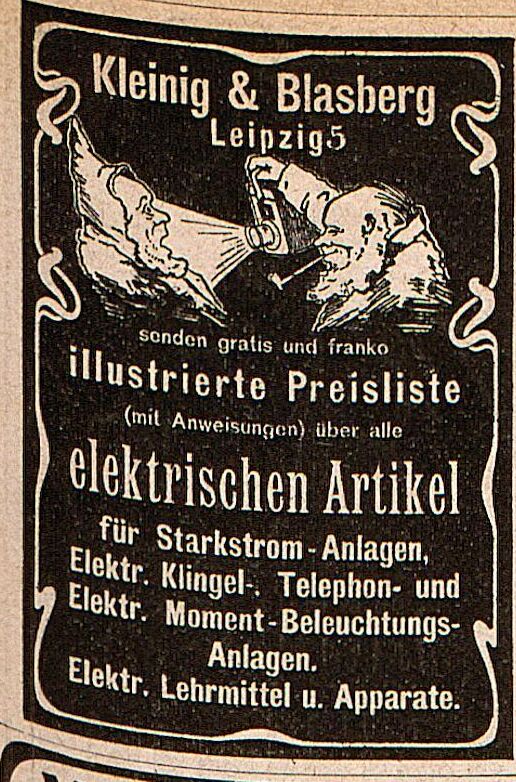 Kleinig & Blasberg
Leipzig 5
senden gratis und franko
illustrierte Preisliste
(mit Anweisungen) über alle
elektrischen Artikel
für Starkstrom-Anlagen,
Elektr. Klingel-, Telephon- und
Elektr. Moment-Beleuchtungs-
Anlagen.
Elektr. Lehrmittel u. Apparate.